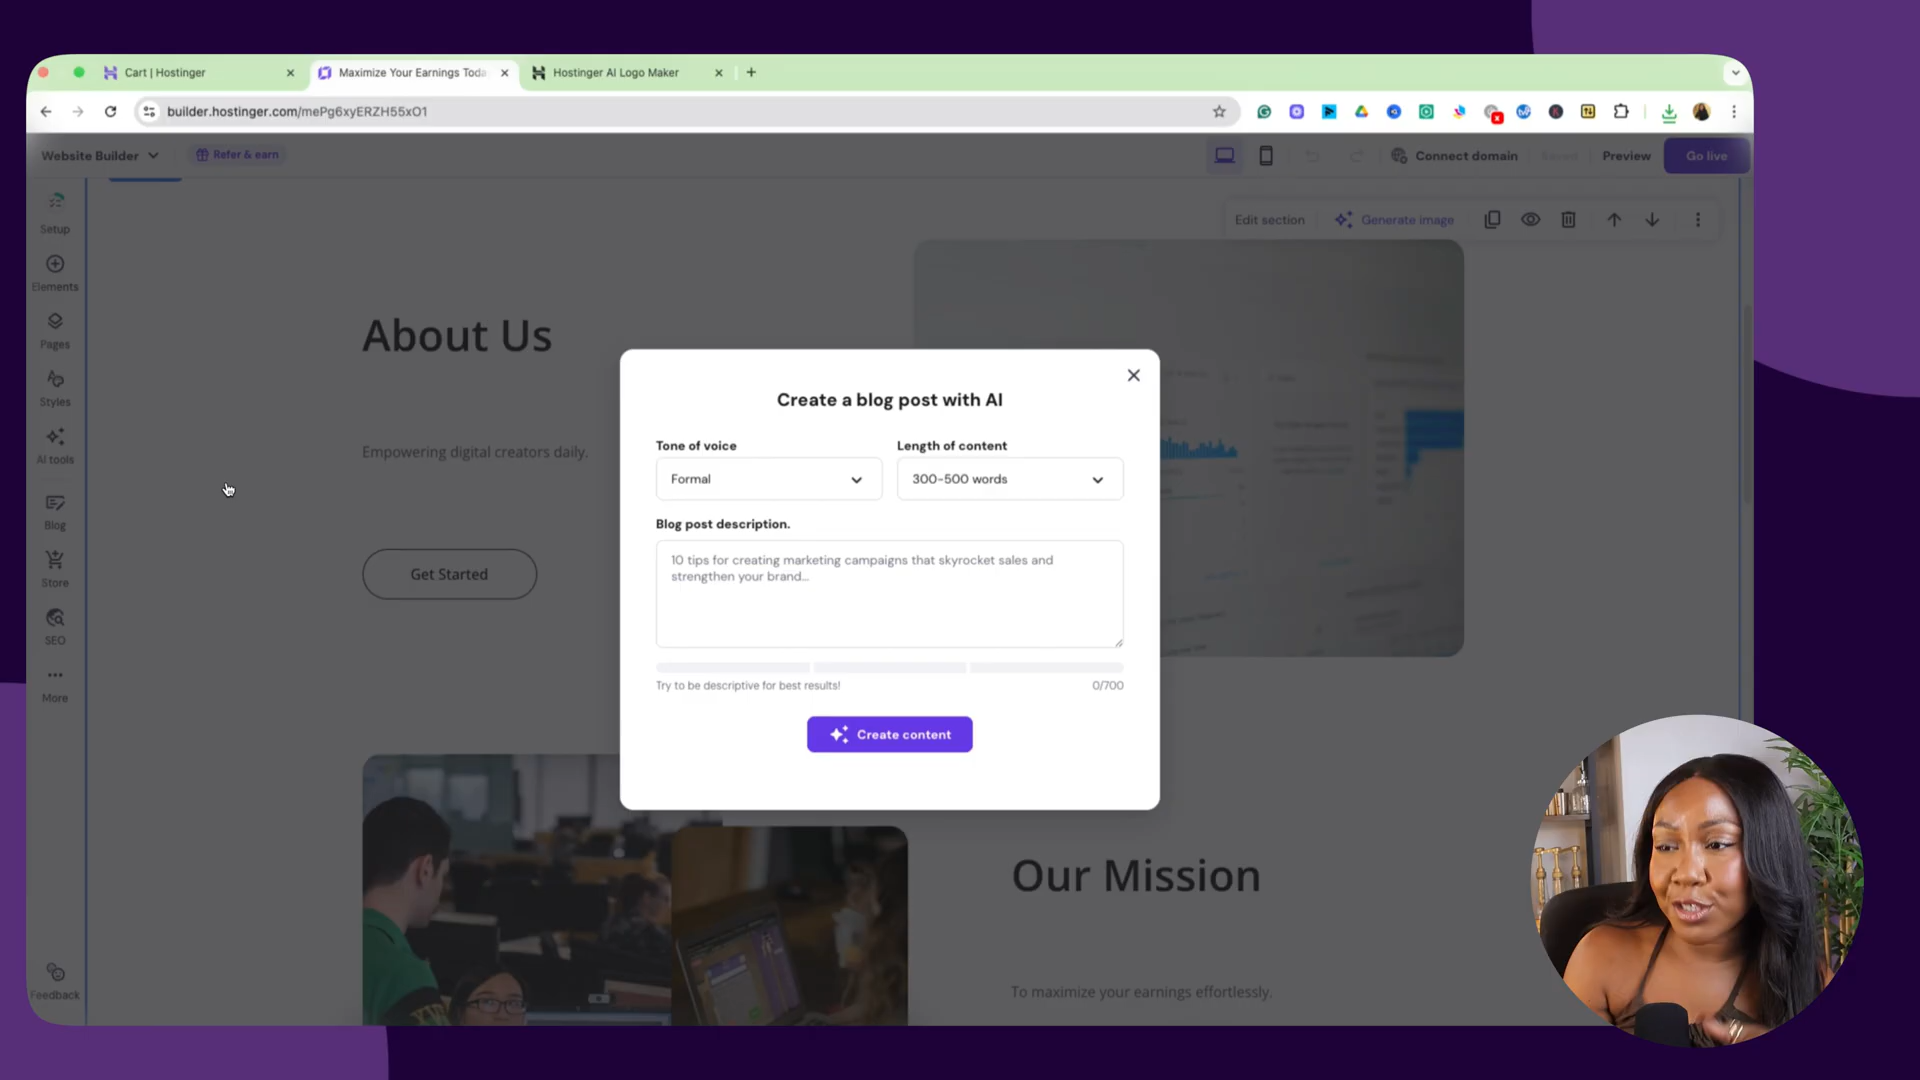 Cart | Hostinger
Maximize Your Earnings Toda
Hostinger AI Logo Maker
builder.hostinger.com/mePg6xyERZH55xO1
Website Builder
Refer & earn
Connect domain
Saved
Preview
Go live
Setup
Elements
Pages
Styles
AI tools
Blog
Store
SEO
More
Feedback
Edit section
Generate image
About Us
Empowering digital creators daily.
Get Started
Create a blog post with AI
Tone of voice
Length of content
Formal
300-500 words
Blog post description.
10 tips for creating marketing campaigns that skyrocket sales and
strengthen your brand...
Try to be descriptive for best results!
0/700
Create content
Our Mission
To maximize your earnings effortlessly.